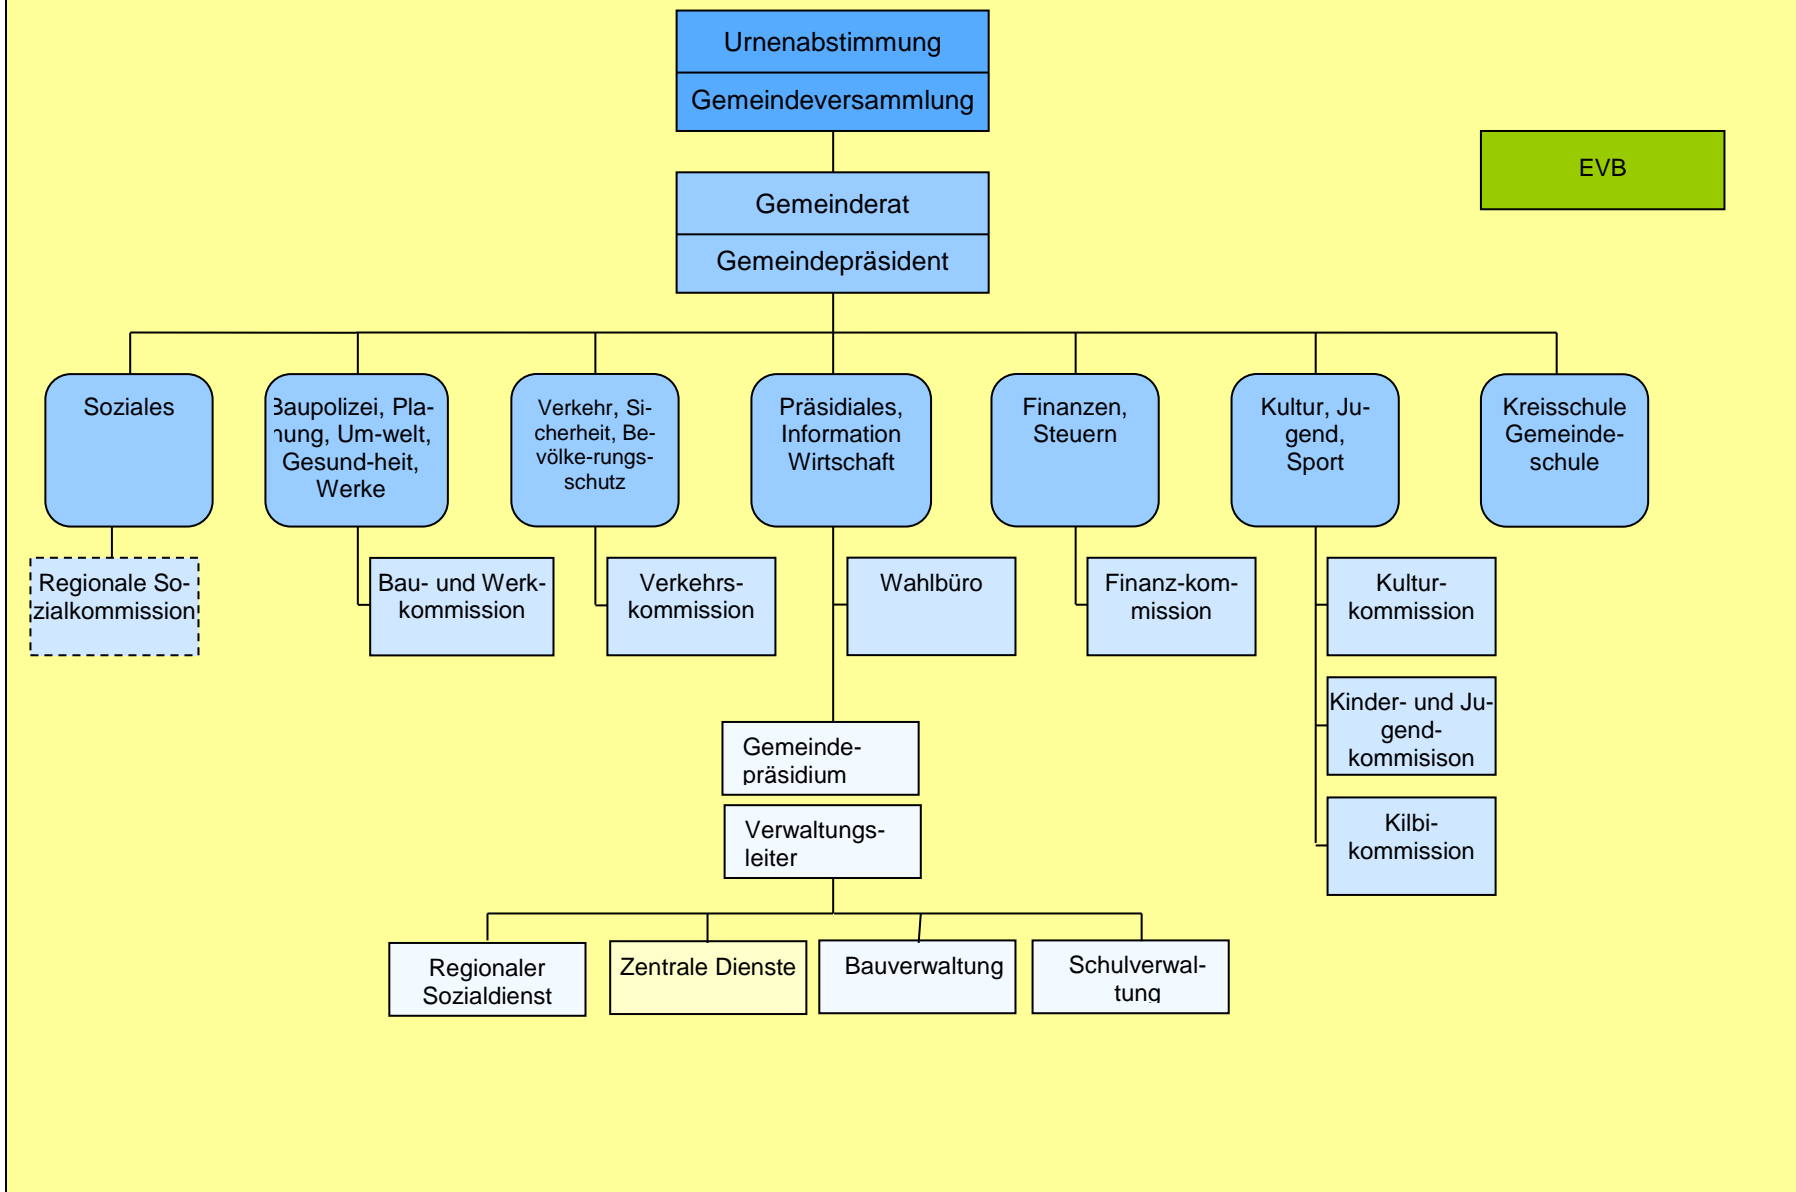 Urnenabstimmung
Gemeindeversammlung
EVB
Gemeinderat
Gemeindepräsident
Soziales
Baupolizei, Pla-
nung, Um-welt,
Gesund-heit,
Werke
Verkehr, Si-
cherheit, Be-
völke-rungs-
schutz
Präsidiales,
Information
Wirtschaft
Finanzen,
Steuern
Kultur, Ju-
gend,
Sport
Kreisschule
Gemeinde-
schule
Regionale So-
zialkommission
Bau- und Werk-
kommission
Verkehrs-
kommission
Wahlbüro
Finanz-kom-
mission
Kultur-
kommission
Kinder- und Ju-
gend-
kommisison
Kilbi-
kommission
Gemeinde-
präsidium
Verwaltungs-
leiter
Regionaler
Sozialdienst
Zentrale Dienste
Bauverwaltung
Schulverwal-
tung